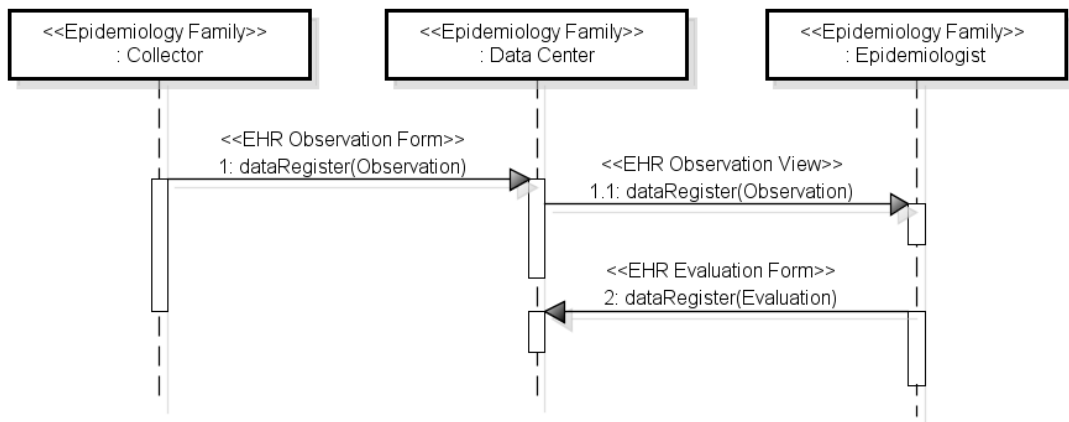 <<Epidemiology Family>>
: Collector
<<Epidemiology Family>>
: Data Center
<<Epidemiology Family>>
: Epidemiologist
<<EHR Observation Form>>
1: dataRegister(Observation)
<<EHR Observation View>>
1.1: dataRegister(Observation)
<<EHR Evaluation Form>>
2: dataRegister(Evaluation)